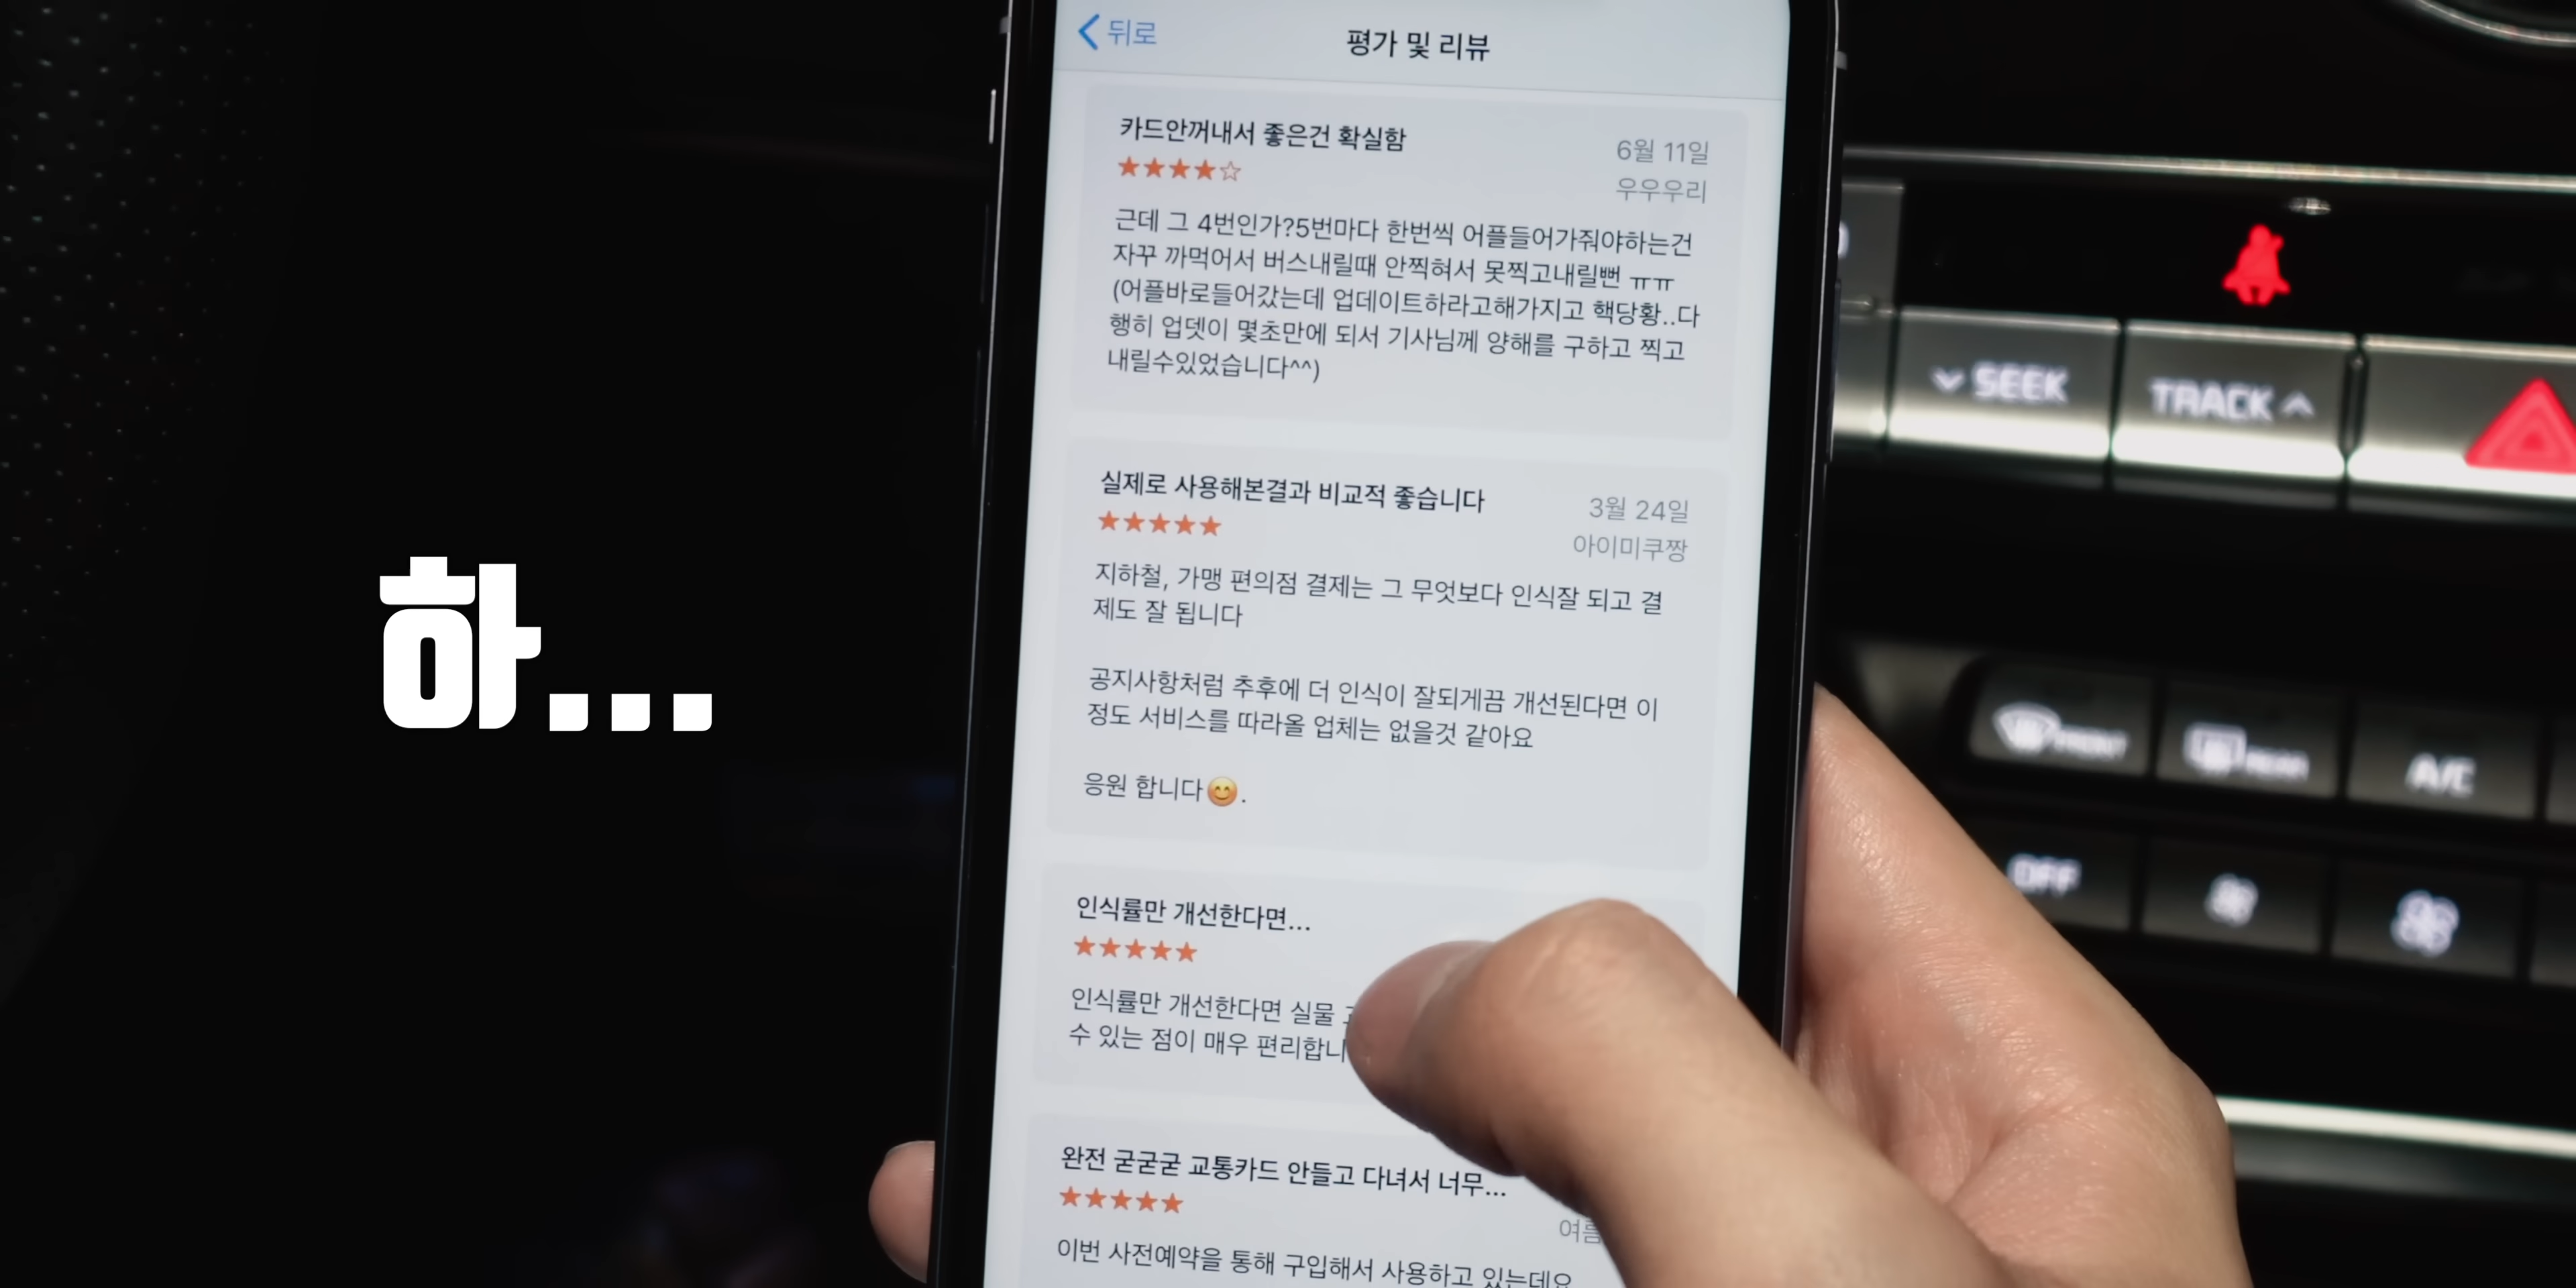 뒤로
평가 및 리뷰
카드안꺼내서 좋은건 확실함
6월 11일
우우우리
근데 그 4번인가?5번마다 한번씩 어플들어가줘야하는건
자꾸 까먹어서 버스내릴때 안찍혀서 못찍고내릴뻔 ㅠㅠ
(어플바로들어갔는데 업데이트하라고해가지고 핵당황..다
행히 업뎃이 몇초만에 되서 기사님께 양해를 구하고 찍고
내릴수있었습니다^^)
실제로 사용해본결과 비교적 좋습니다
3월 24일
아이미쿠짱
지하철, 가맹 편의점 결제는 그 무엇보다 인식잘 되고 결
제도 잘 됩니다
공지사항처럼 추후에 더 인식이 잘되게끔 개선된다면 이
정도 서비스를 따라올 업체는 없을것 같아요
응원 합니다😊.
인식률만 개선한다면...
인식률만 개선한다면 실물
수 있는 점이 매우 편리합니
완전 굳굳굳 교통카드 안들고 다녀서 너무...
이번 사전예약을 통해 구입해서 사용하고 있는데요
하...
SEEK
TRACK
FRONT
REAR
A/C
OFF